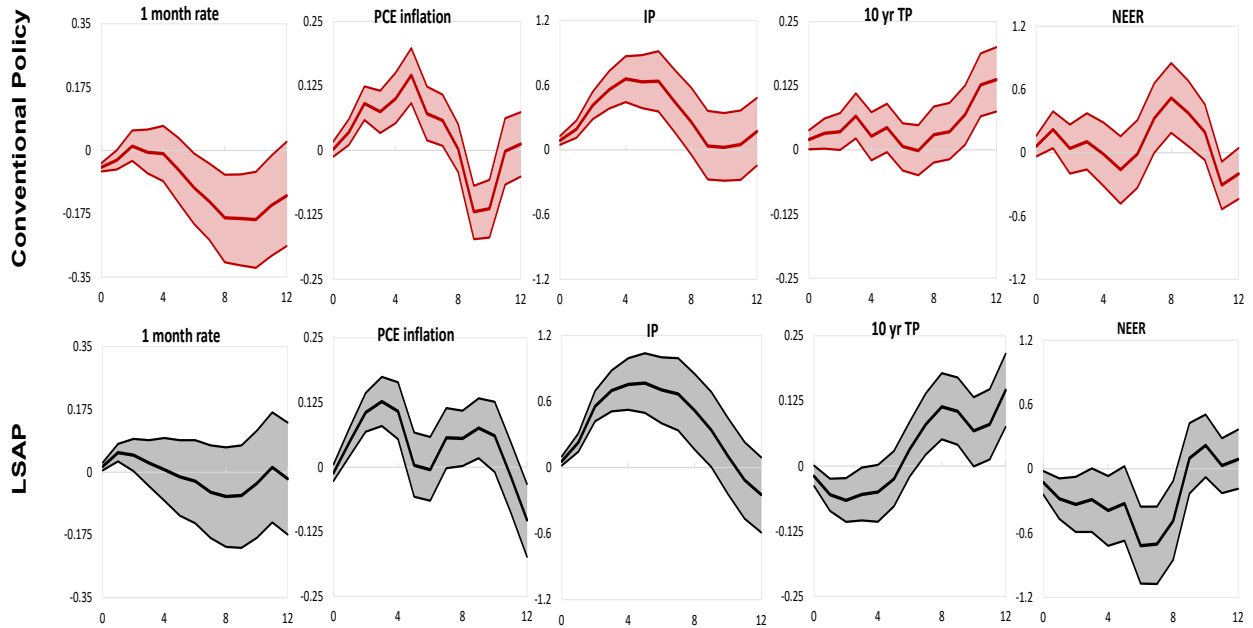 Conventional Policy
1 month rate
0.35
0.175
0
-0.175
-0.35
0 4 8 12
PCE inflation
0.25
0.125
0
-0.125
-0.25
0 4 8 12
IP
1.2
0.6
0
-0.6
-1.2
0 4 8 12
10 yr TP
0.25
0.125
0
-0.125
-0.25
0 4 8 12
NEER
1.2
0.6
0
-0.6
-1.2
0 4 8 12
LSAP
1 month rate
0.35
0.175
0
-0.175
-0.35
0 4 8 12
PCE inflation
0.25
0.125
0
-0.125
-0.25
0 4 8 12
IP
1.2
0.6
0
-0.6
-1.2
0 4 8 12
10 yr TP
0.25
0.125
0
-0.125
-0.25
0 4 8 12
NEER
1.2
0.6
0
-0.6
-1.2
0 4 8 12